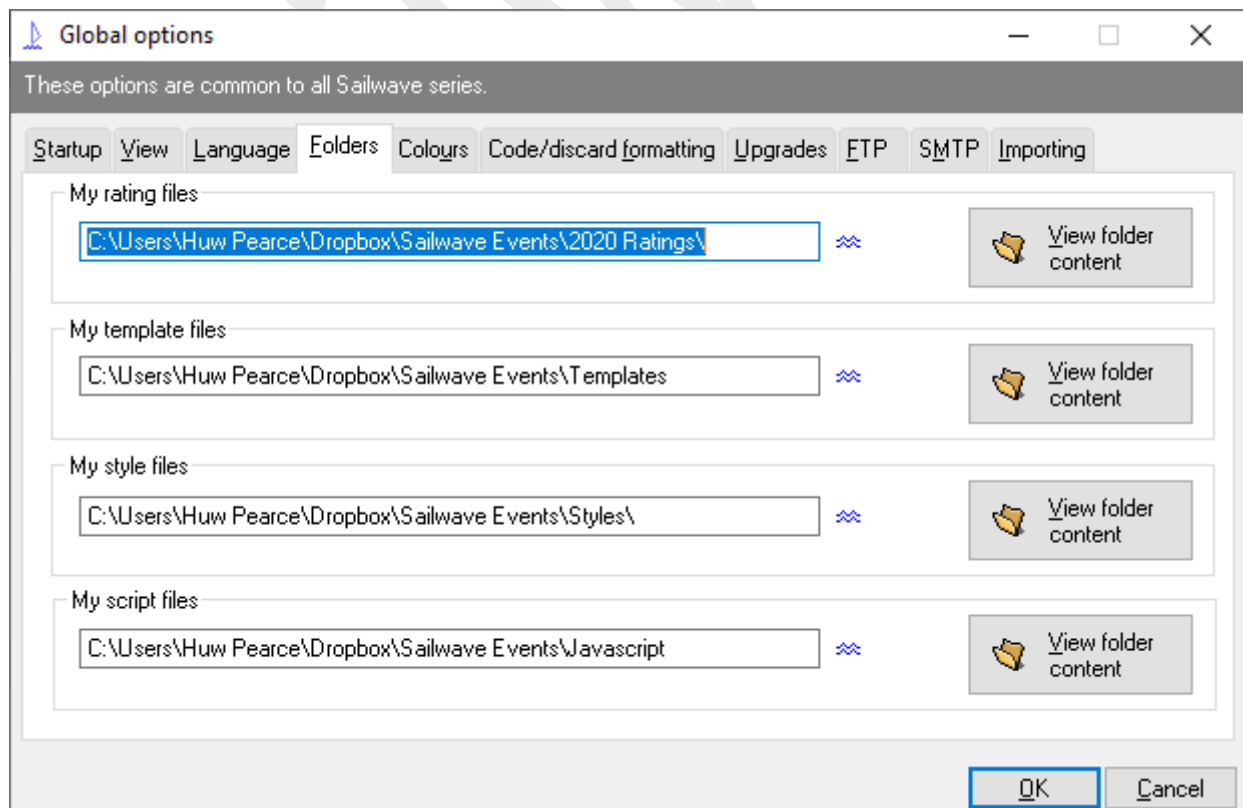 Global options
These options are common to all Sailwave series.
Startup View Language Folders Colours Code/discard formatting Upgrades FTP SMTP Importing
My rating files
C:\Users\Huw Pearce\Dropbox\Sailwave Events\2020 Ratings\
View folder
content
My template files
C:\Users\Huw Pearce\Dropbox\Sailwave Events\Templates
View folder
content
My style files
C:\Users\Huw Pearce\Dropbox\Sailwave Events\Styles\
View folder
content
My script files
C:\Users\Huw Pearce\Dropbox\Sailwave Events\Javascript
View folder
content
OK Cancel